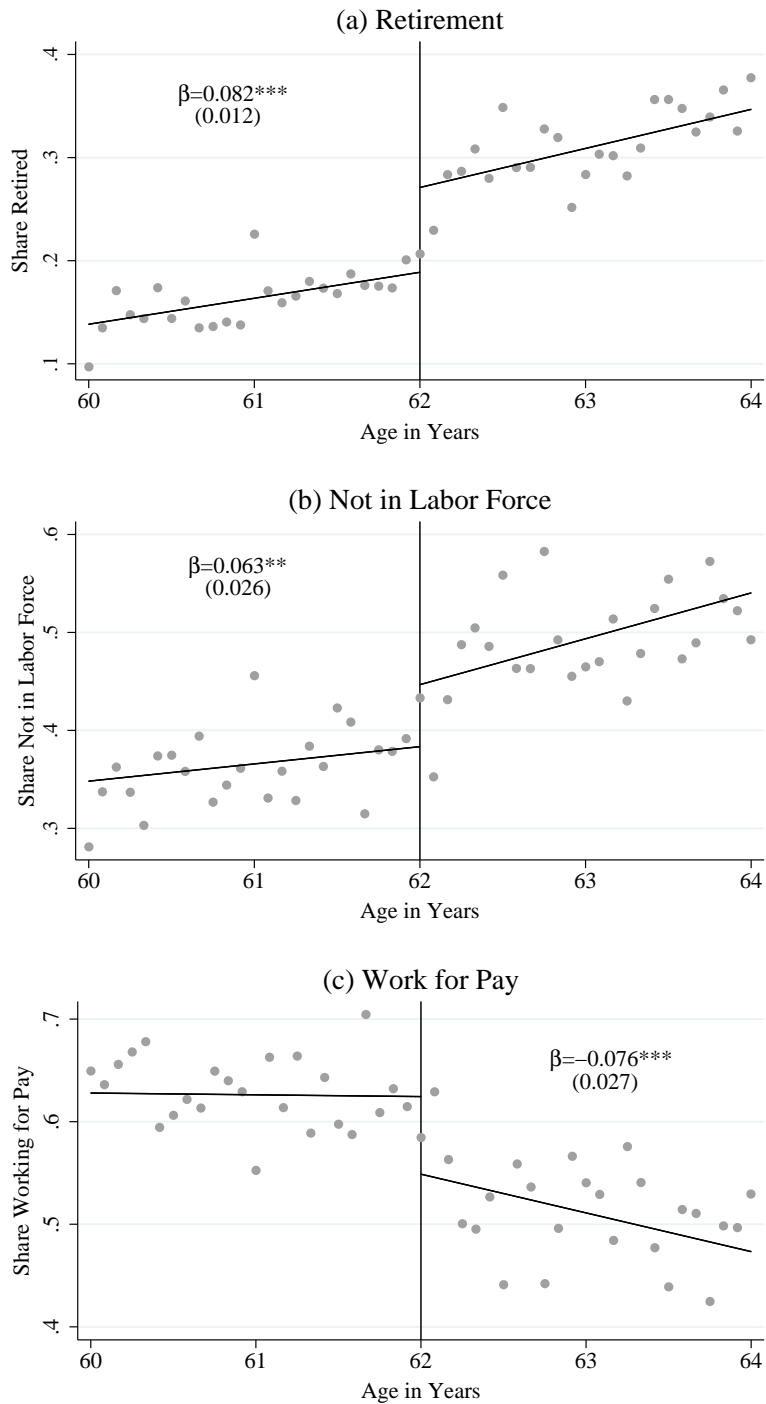 (a) Retirement
β=0.082***
(0.012)
Share Retired
.4
.3
.2
.1
60 61 62 63 64
Age in Years
(b) Not in Labor Force
β=0.063**
(0.026)
Share Not in Labor Force
.6
.5
.4
.3
60 61 62 63 64
Age in Years
(c) Work for Pay
β=−0.076***
(0.027)
Share Working for Pay
.7
.6
.5
.4
60 61 62 63 64
Age in Years